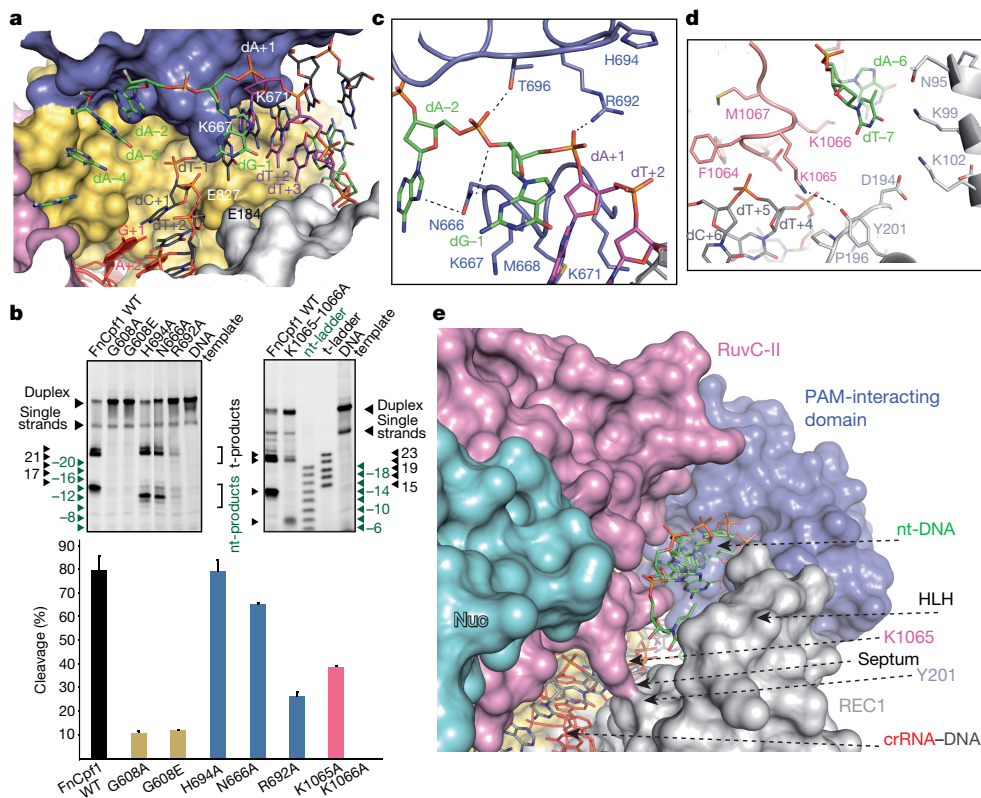 a
dA+1
K671
K667
dA–2
dA–3
dG–1
dT–1
dT+2
dT+3
dA–4
E827
dC+1
E184
dT+2
G+1
A+2
c
H694
T696
dA–2
R692
dA+1
dT+2
N666
dG–1
K667
M668
K671
d
dA–6
N95
M1067
K99
K1066
dT–7
F1064
K102
K1065
D194
dT+5
dT+4
Y201
dC+6
P196
b
FnCpf1 WT
G608A
G608E
H694A
N666A
R692A
DNA template
Duplex
Single strands
21
17
–20
–16
–12
–8
t-products
nt-products
FnCpf1 WT
K1065–1066A
nt-ladder
t-ladder
DNA template
Duplex
Single strands
23
19
15
–18
–14
–10
–6
Cleavage (%)
90
80
70
60
50
40
30
20
10
FnCpf1 WT
G608A
G608E
H694A
N666A
R692A
K1065A K1066A
e
RuvC-II
PAM-interacting domain
nt-DNA
Nuc
HLH
K1065
Septum
Y201
REC1
crRNA–DNA